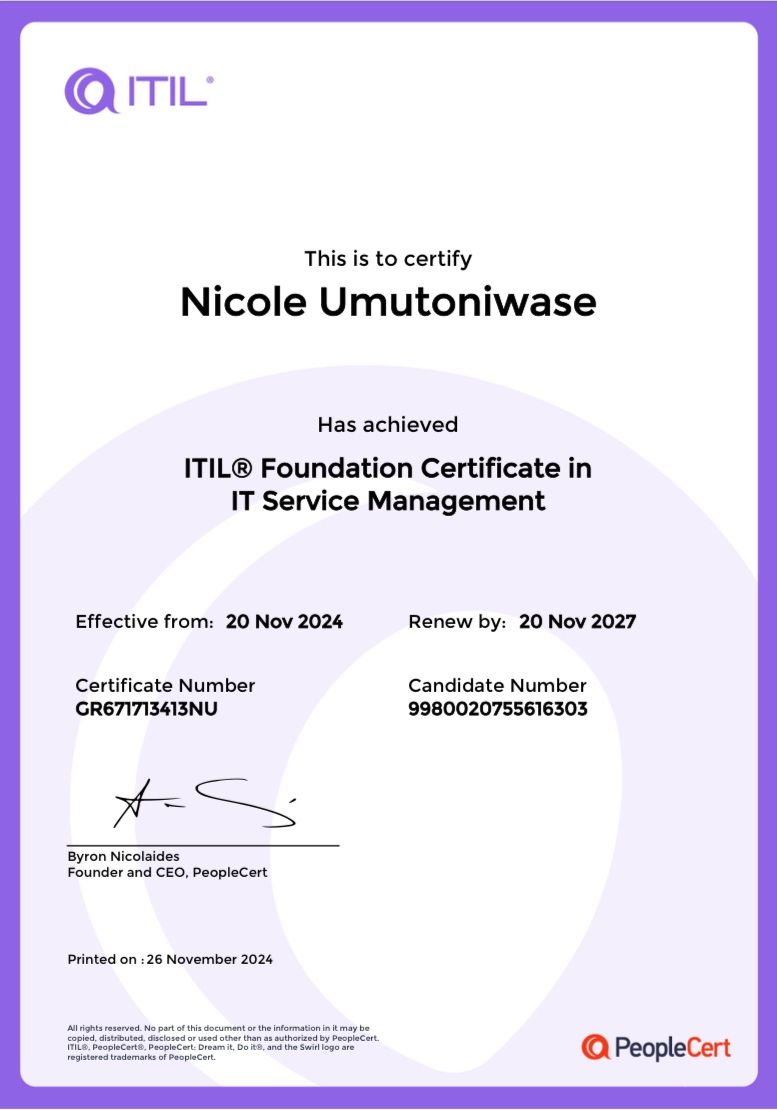 ITIL®
This is to certify
Nicole Umutoniwase
Has achieved
ITIL® Foundation Certificate in
IT Service Management
Effective from: 20 Nov 2024
Renew by: 20 Nov 2027
Certificate Number
GR671713413NU
Candidate Number
9980020755616303
Byron Nicolaides
Founder and CEO, PeopleCert
Printed on : 26 November 2024
All rights reserved. No part of this document or the information in it may be
copied, distributed, disclosed or used other than as authorized by PeopleCert.
ITIL®, PeopleCert®, PeopleCert: Dream it, Do it®, and the Swirl logo are
registered trademarks of PeopleCert.
PeopleCert